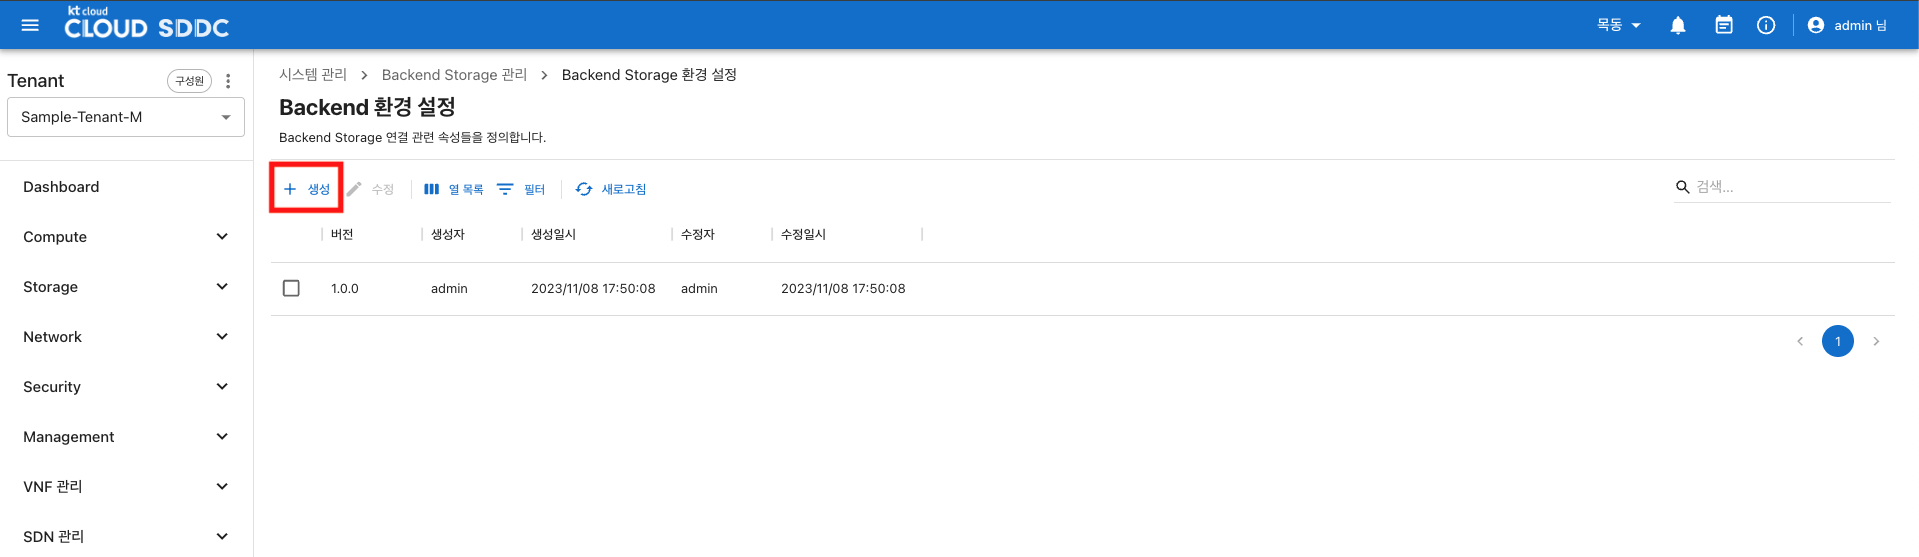 kt cloud
CLOUD SDDC
목동
admin 님
Tenant
구성원
Sample-Tenant-M
Dashboard
Compute
Storage
Network
Security
Management
VNF 관리
SDN 관리
시스템 관리 > Backend Storage 관리 > Backend Storage 환경 설정
Backend 환경 설정
Backend Storage 연결 관련 속성들을 정의합니다.
생성 수정 열 목록 필터 새로고침 검색...
버전 생성자 생성일시 수정자 수정일시
1.0.0 admin 2023/11/08 17:50:08 admin 2023/11/08 17:50:08
1